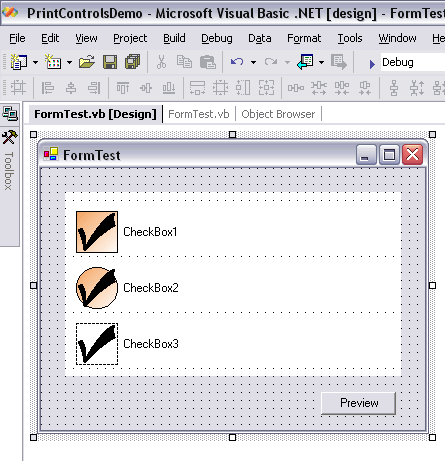 PrintControlsDemo - Microsoft Visual Basic .NET [design] - FormTest
File Edit View Project Build Debug Data Format Tools Window He
Debug
FormTest.vb [Design] FormTest.vb Object Browser
Toolbox
FormTest
CheckBox1
CheckBox2
CheckBox3
Preview